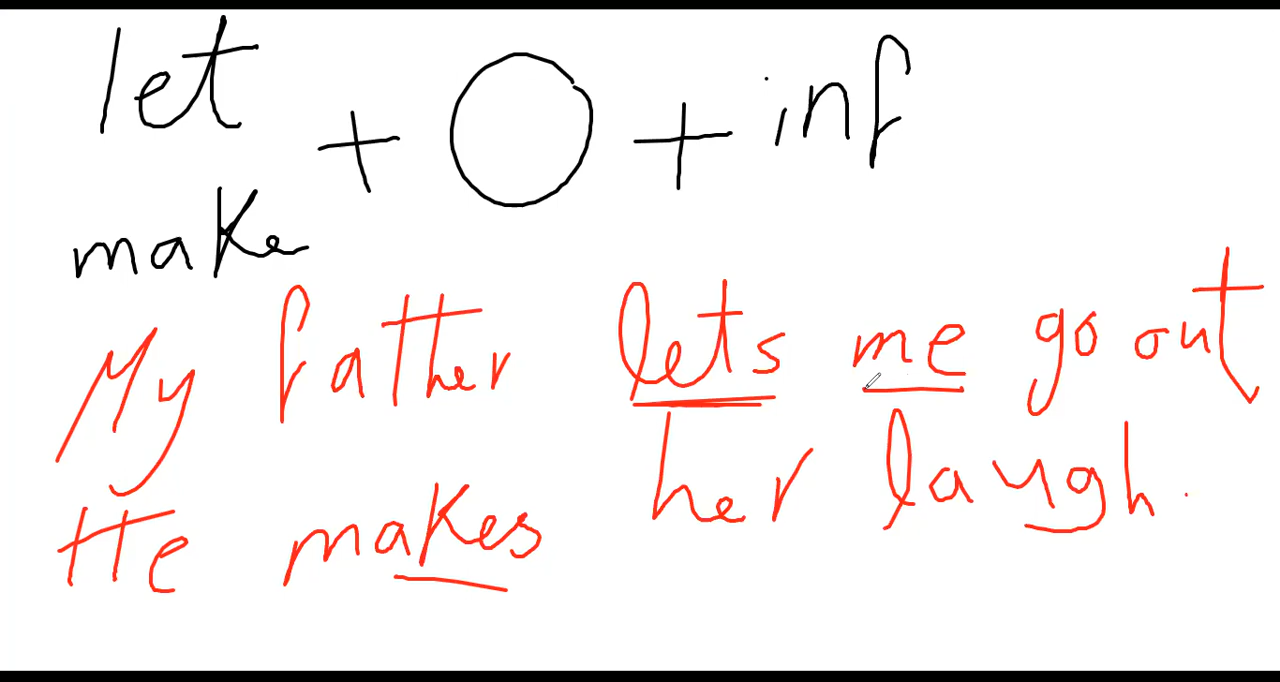 let
+ O + inf
make
My father lets me go out
He makes her laugh.